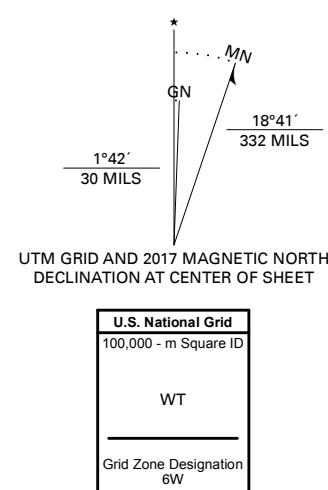 ★
MN
GN
18°41´
332 MILS
1°42´
30 MILS
UTM GRID AND 2017 MAGNETIC NORTH
DECLINATION AT CENTER OF SHEET
U.S. National Grid
100,000 - m Square ID
WT
Grid Zone Designation
6W